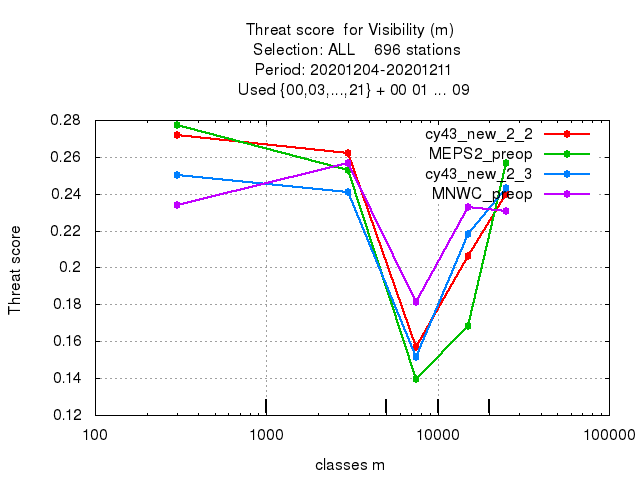 Threat score  for Visibility (m)
Selection: ALL    696 stations
Period: 20201204-20201211
Used {00,03,...,21} + 00 01 ... 09
cy43_new_2_2
MEPS2_preop
cy43_new_2_3
MNWC_preop
0.28
0.26
0.24
0.22
0.2
0.18
0.16
0.14
0.12
Threat score
100
1000
10000
100000
classes m